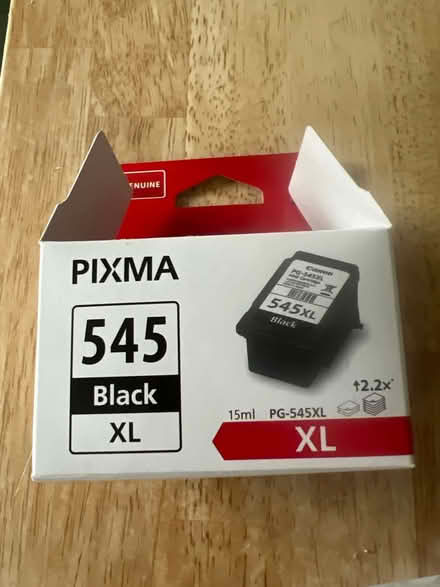 ENUINE
PIXMA
545
Black
XL
Canon
PG-545XL
545XL
Black
↑2.2x*
15ml PG-545XL
XL